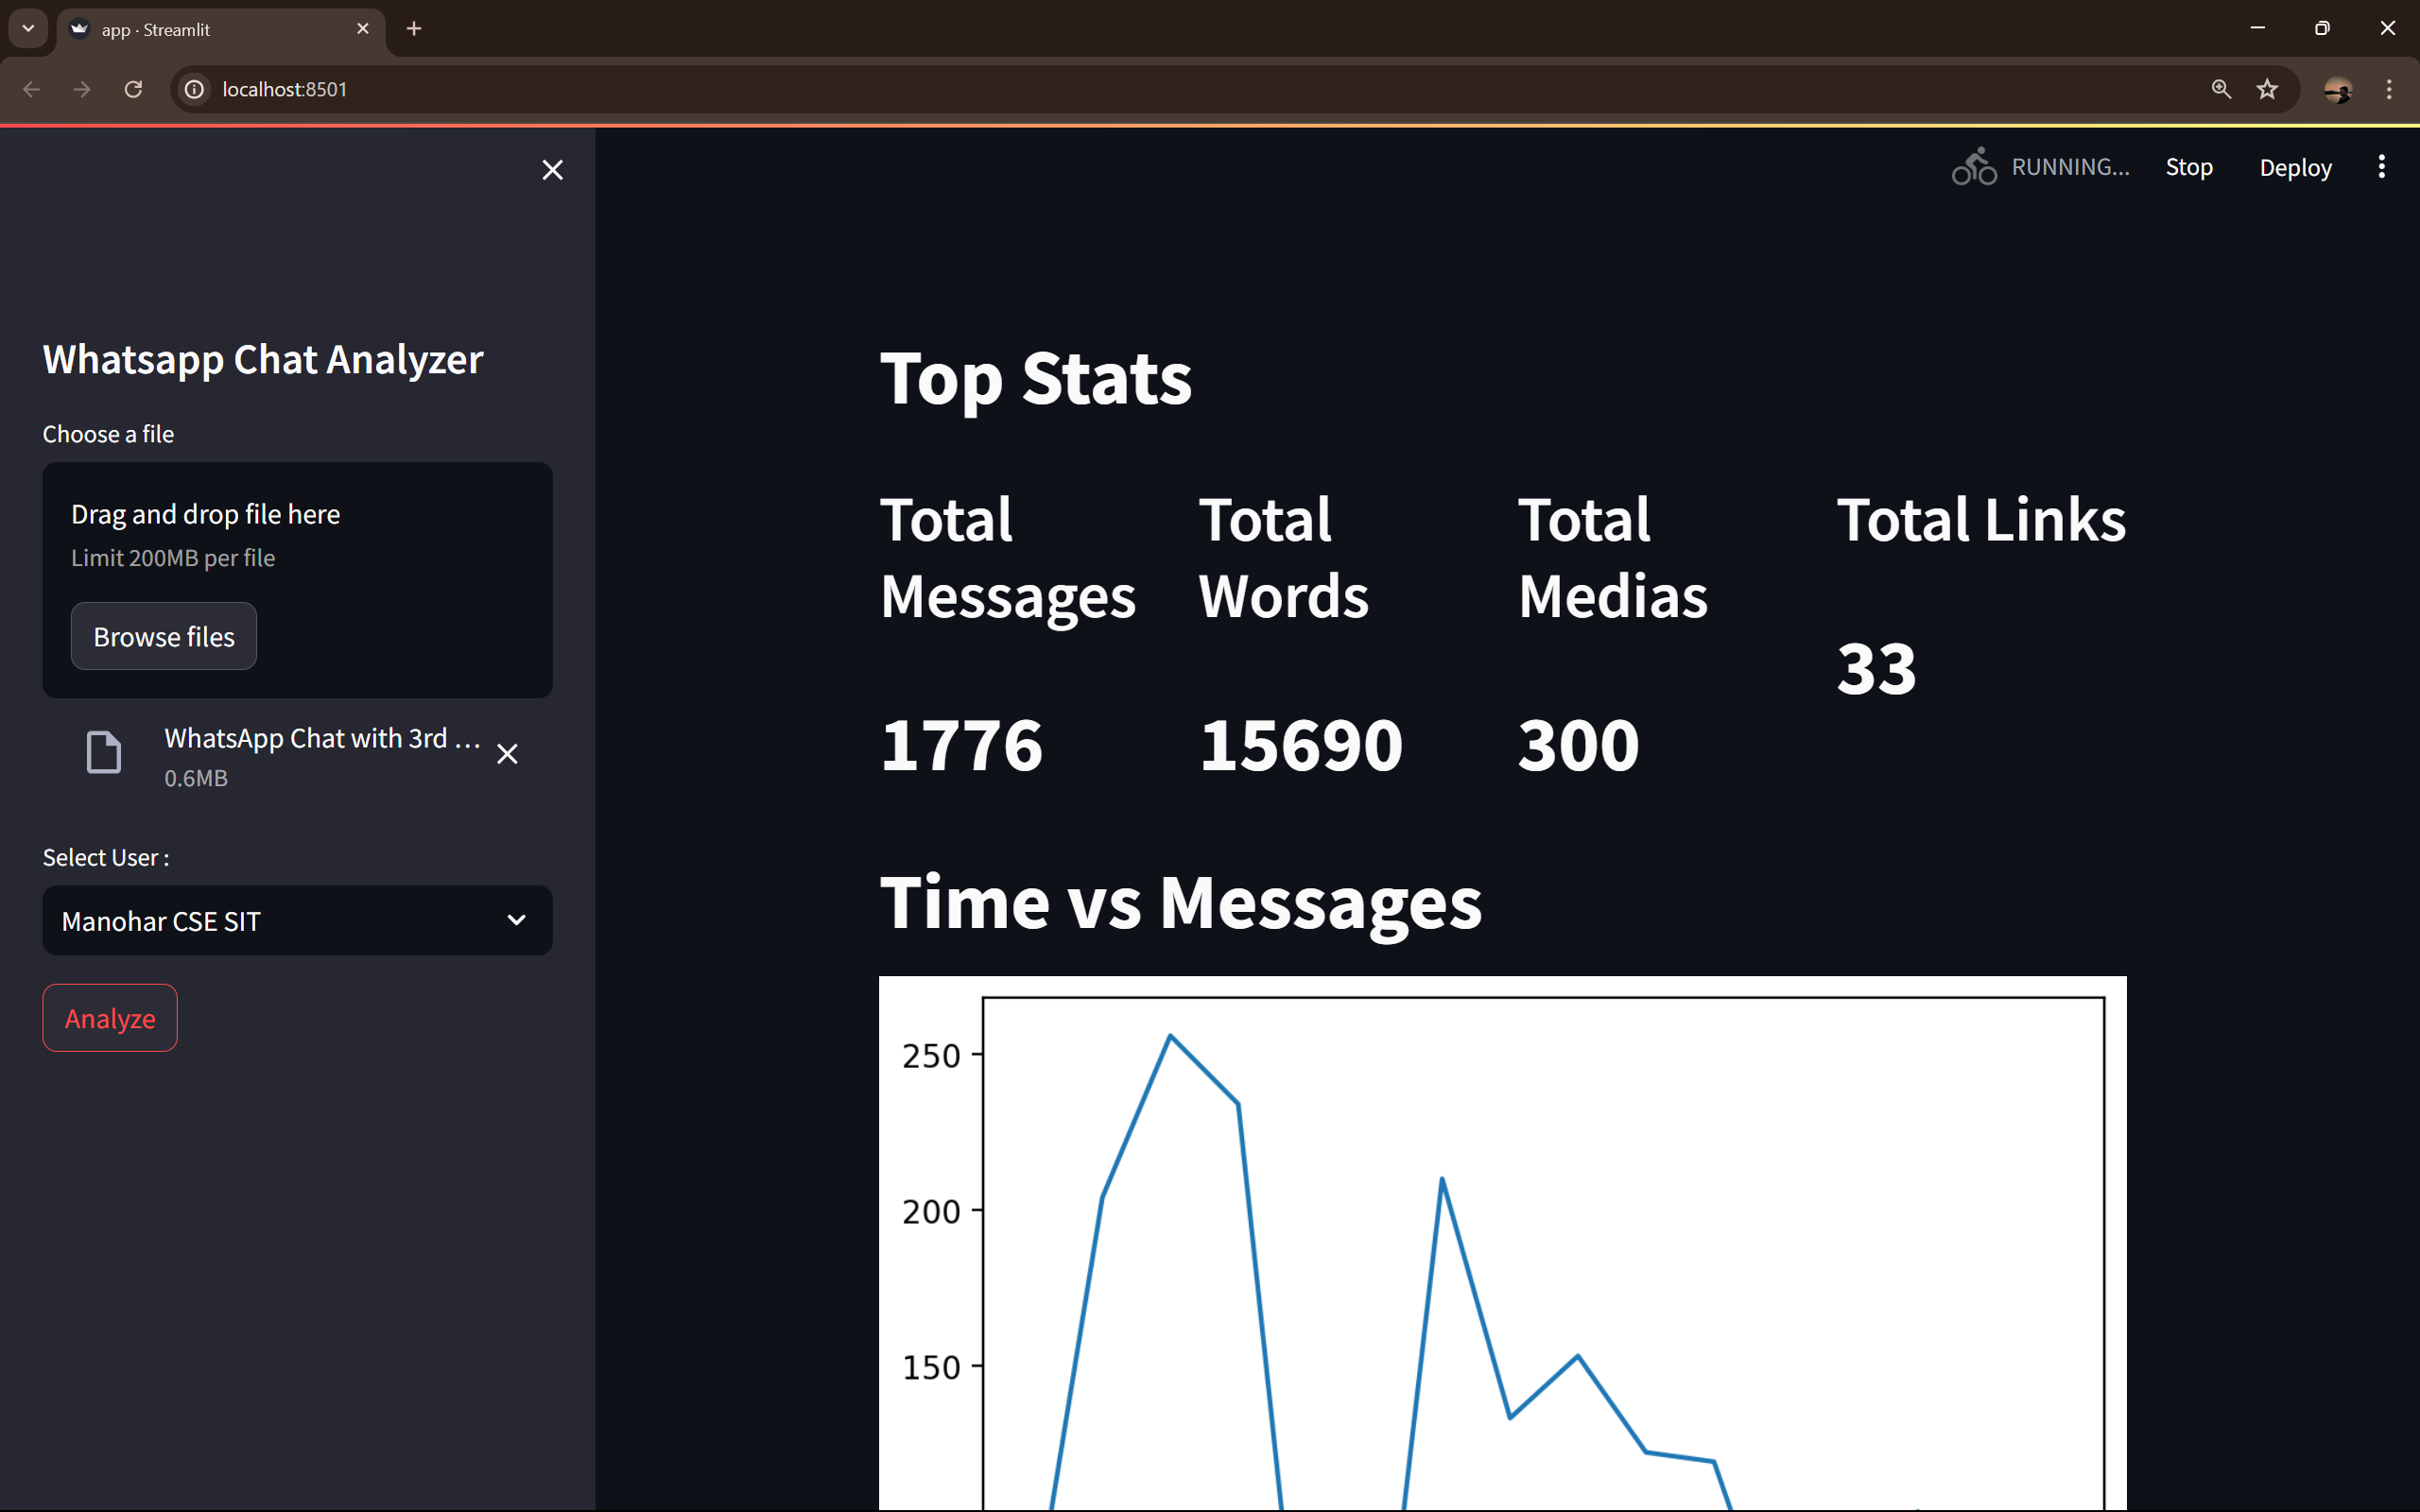 app · Streamlit
localhost:8501
RUNNING...
Stop
Deploy
Whatsapp Chat Analyzer
Choose a file
Drag and drop file here
Limit 200MB per file
Browse files
WhatsApp Chat with 3rd ...
0.6MB
Select User :
Manohar CSE SIT
Analyze
Top Stats
Total Messages
1776
Total Words
15690
Total Medias
300
Total Links
33
Time vs Messages
250
200
150